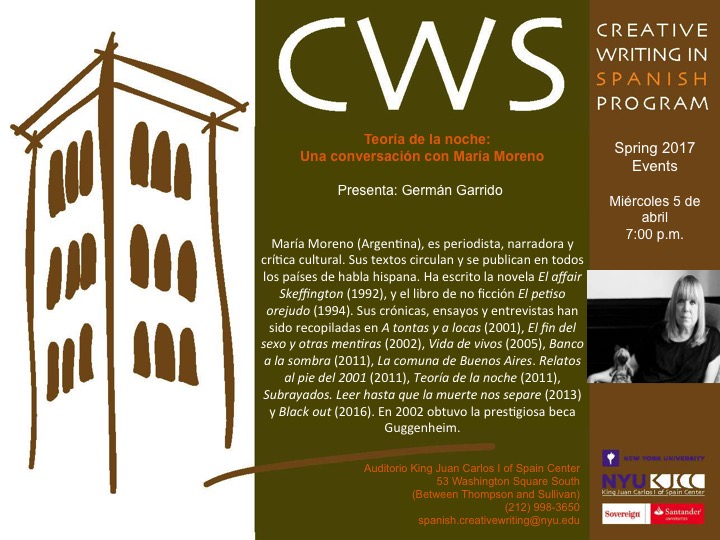 CWS
Teoría de la noche:
Una conversación con María Moreno
Presenta: Germán Garrido
María Moreno (Argentina), es periodista, narradora y
crítica cultural. Sus textos circulan y se publican en todos
los países de habla hispana. Ha escrito la novela El affair
Skeffington (1992), y el libro de no ficción El petiso
orejudo (1994). Sus crónicas, ensayos y entrevistas han
sido recopiladas en A tontas y a locas (2001), El fin del
sexo y otras mentiras (2002), Vida de vivos (2005), Banco
a la sombra (2011), La comuna de Buenos Aires. Relatos
al pie del 2001 (2011), Teoría de la noche (2011),
Subrayados. Leer hasta que la muerte nos separe (2013)
y Black out (2016). En 2002 obtuvo la prestigiosa beca
Guggenheim.
Auditorio King Juan Carlos I of Spain Center
53 Washington Square South
(Between Thompson and Sullivan)
(212) 998-3650
spanish.creativewriting@nyu.edu
CREATIVE
WRITING IN
SPANISH
PROGRAM
Spring 2017
Events
Miércoles 5 de
abril
7:00 p.m.
NEW YORK UNIVERSITY
NYU KJCC
King Juan Carlos I of Spain Center
Sovereign Santander
UNIVERSITIES